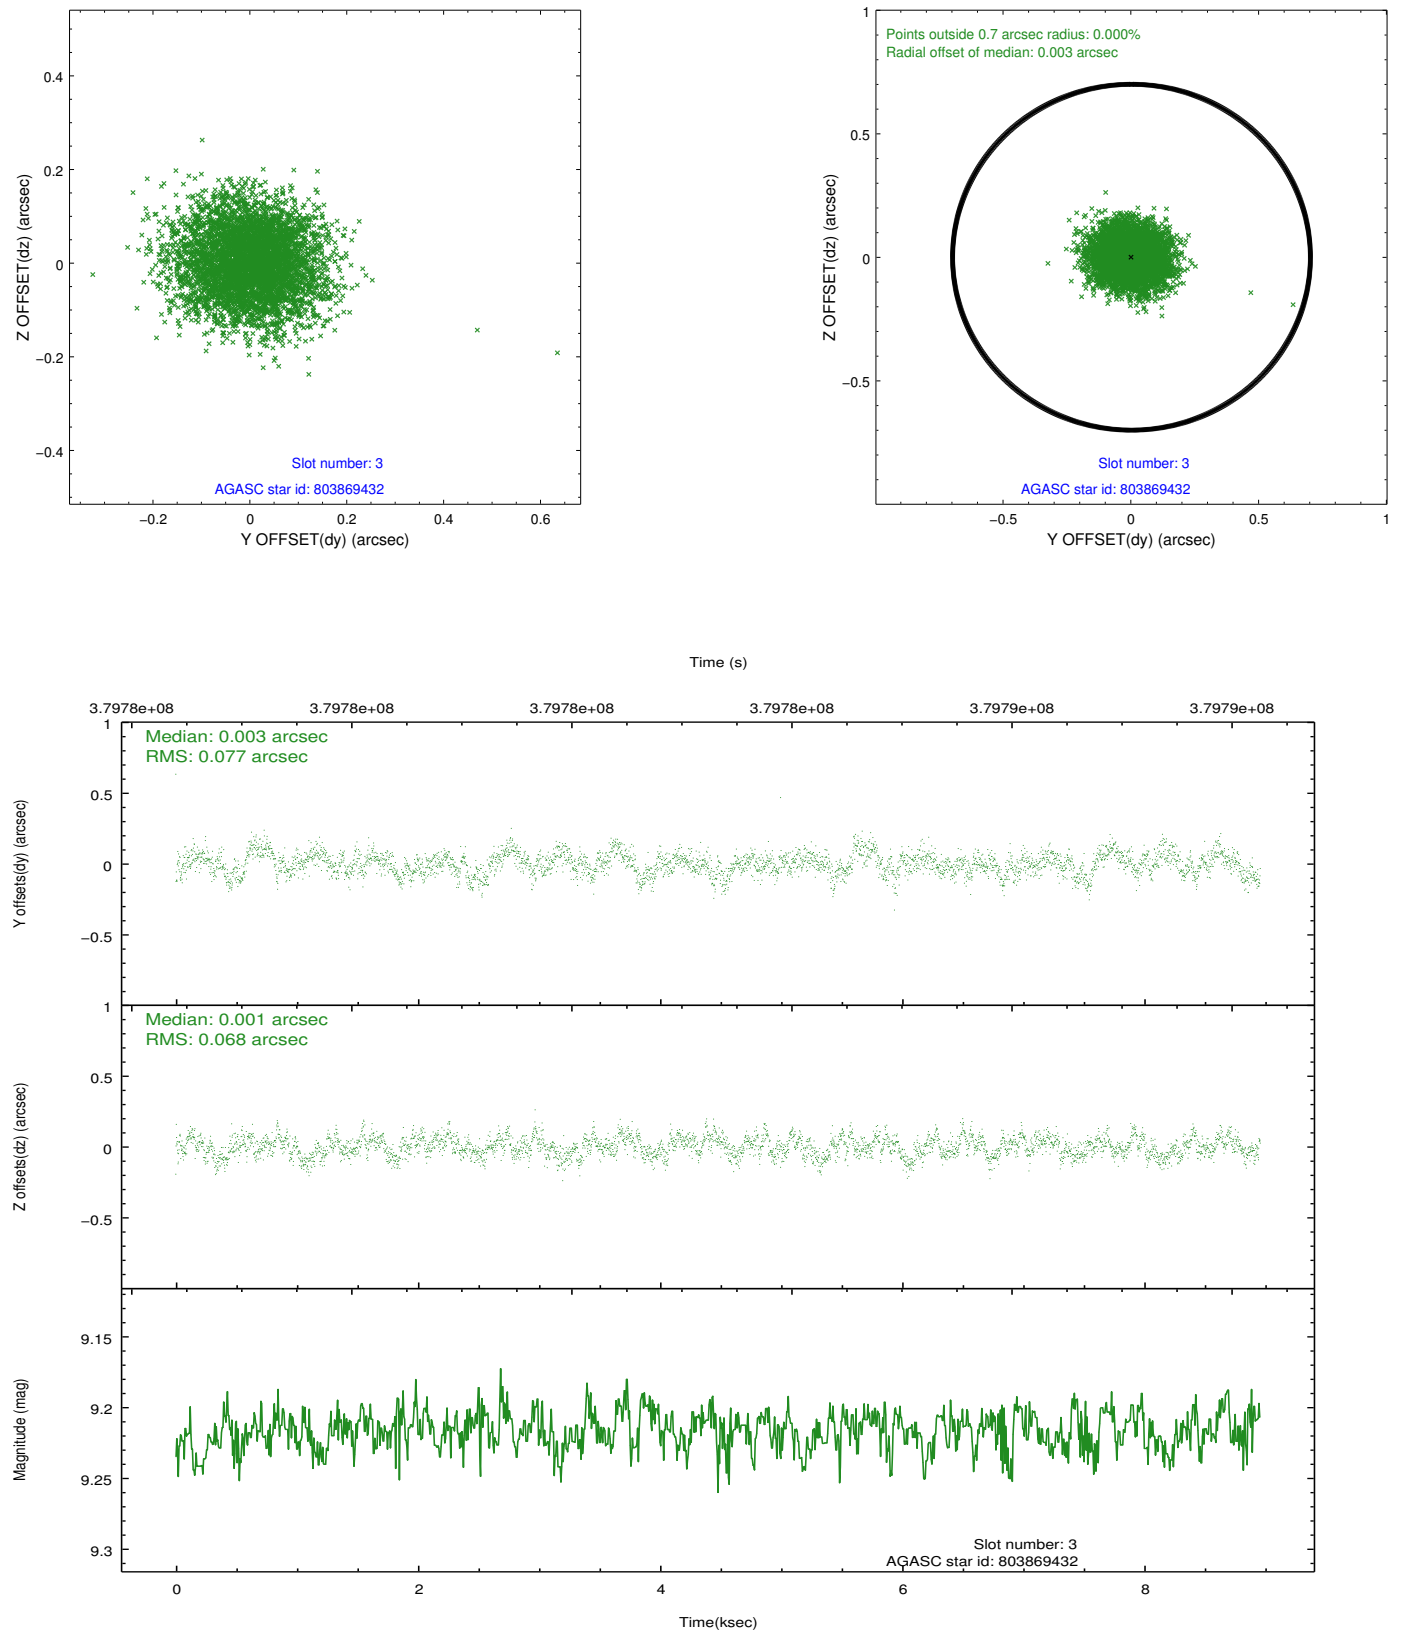 0.4
0.2
0
−0.2
−0.4
Z OFFSET(dz) (arcsec)
Slot number: 3
AGASC star id: 803869432
−0.2
0
0.2
0.4
0.6
Y OFFSET(dy) (arcsec)
Points outside 0.7 arcsec radius: 0.000%
Radial offset of median: 0.003 arcsec
1
0.5
0
−0.5
Z OFFSET(dz) (arcsec)
Slot number: 3
AGASC star id: 803869432
−0.5
0
0.5
1
Y OFFSET(dy) (arcsec)
Time (s)
3.7978e+08
3.7978e+08
3.7978e+08
3.7978e+08
3.7979e+08
3.7979e+08
Median: 0.003 arcsec
RMS: 0.077 arcsec
1
0.5
0
−0.5
Y offsets(dy) (arcsec)
Median: 0.001 arcsec
RMS: 0.068 arcsec
1
0.5
0
−0.5
Z offsets(dz) (arcsec)
9.15
9.2
9.25
9.3
Magnitude (mag)
Slot number: 3
AGASC star id: 803869432
0
2
4
6
8
Time(ksec)